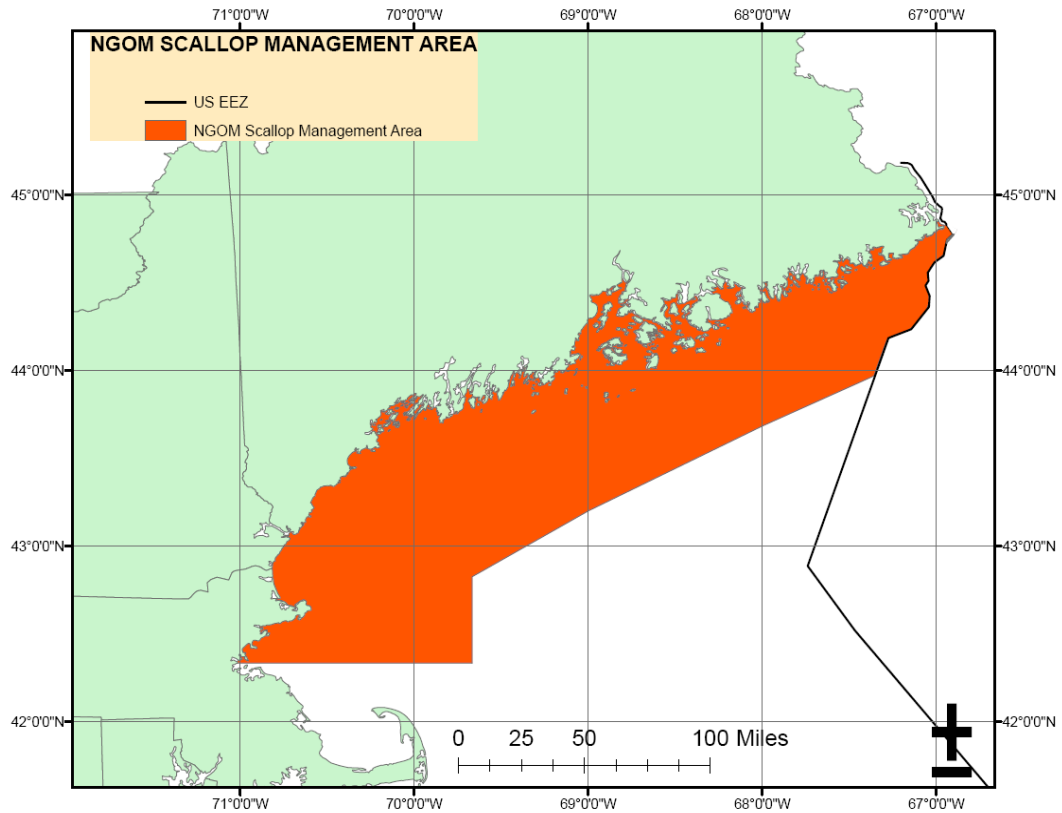 71°0'0"W 70°0'0"W 69°0'0"W 68°0'0"W 67°0'0"W
NGOM SCALLOP MANAGEMENT AREA
US EEZ
NGOM Scallop Management Area
45°0'0"N 45°0'0"N
44°0'0"N 44°0'0"N
43°0'0"N 43°0'0"N
42°0'0"N 42°0'0"N
0 25 50 100 Miles
71°0'0"W 70°0'0"W 69°0'0"W 68°0'0"W 67°0'0"W